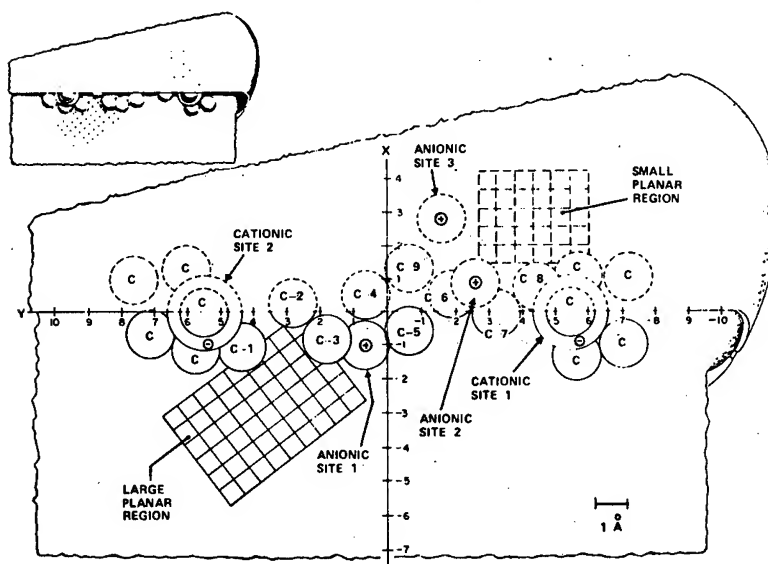 X
ANIONIC
SITE 3
SMALL
PLANAR
REGION
4
3
2
1
CATIONIC
SITE 2
C
C
C
C 9
C
C
C
C-2
C-4
C 6
C 8
C
Y
10
9
8
7
6
5
4
3
2
1
-1
-2
-3
-4
-5
-6
-7
-8
-10
C
C
C-1
C-3
C-5
C 7
C
C
-1
-2
-3
-4
-5
-6
-7
CATIONIC
SITE 1
ANIONIC
SITE 2
ANIONIC
SITE 1
LARGE
PLANAR
REGION
1 Å